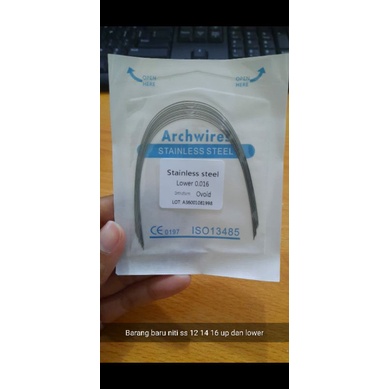 OPEN
HERE
OPEN
HERE
Archwires
STAINLESS STEEL
Stainless steel
Lower 0.016
Ovoid
CE 0197 ISO13485
Barang baru niti ss 12 14 16 up dan lower